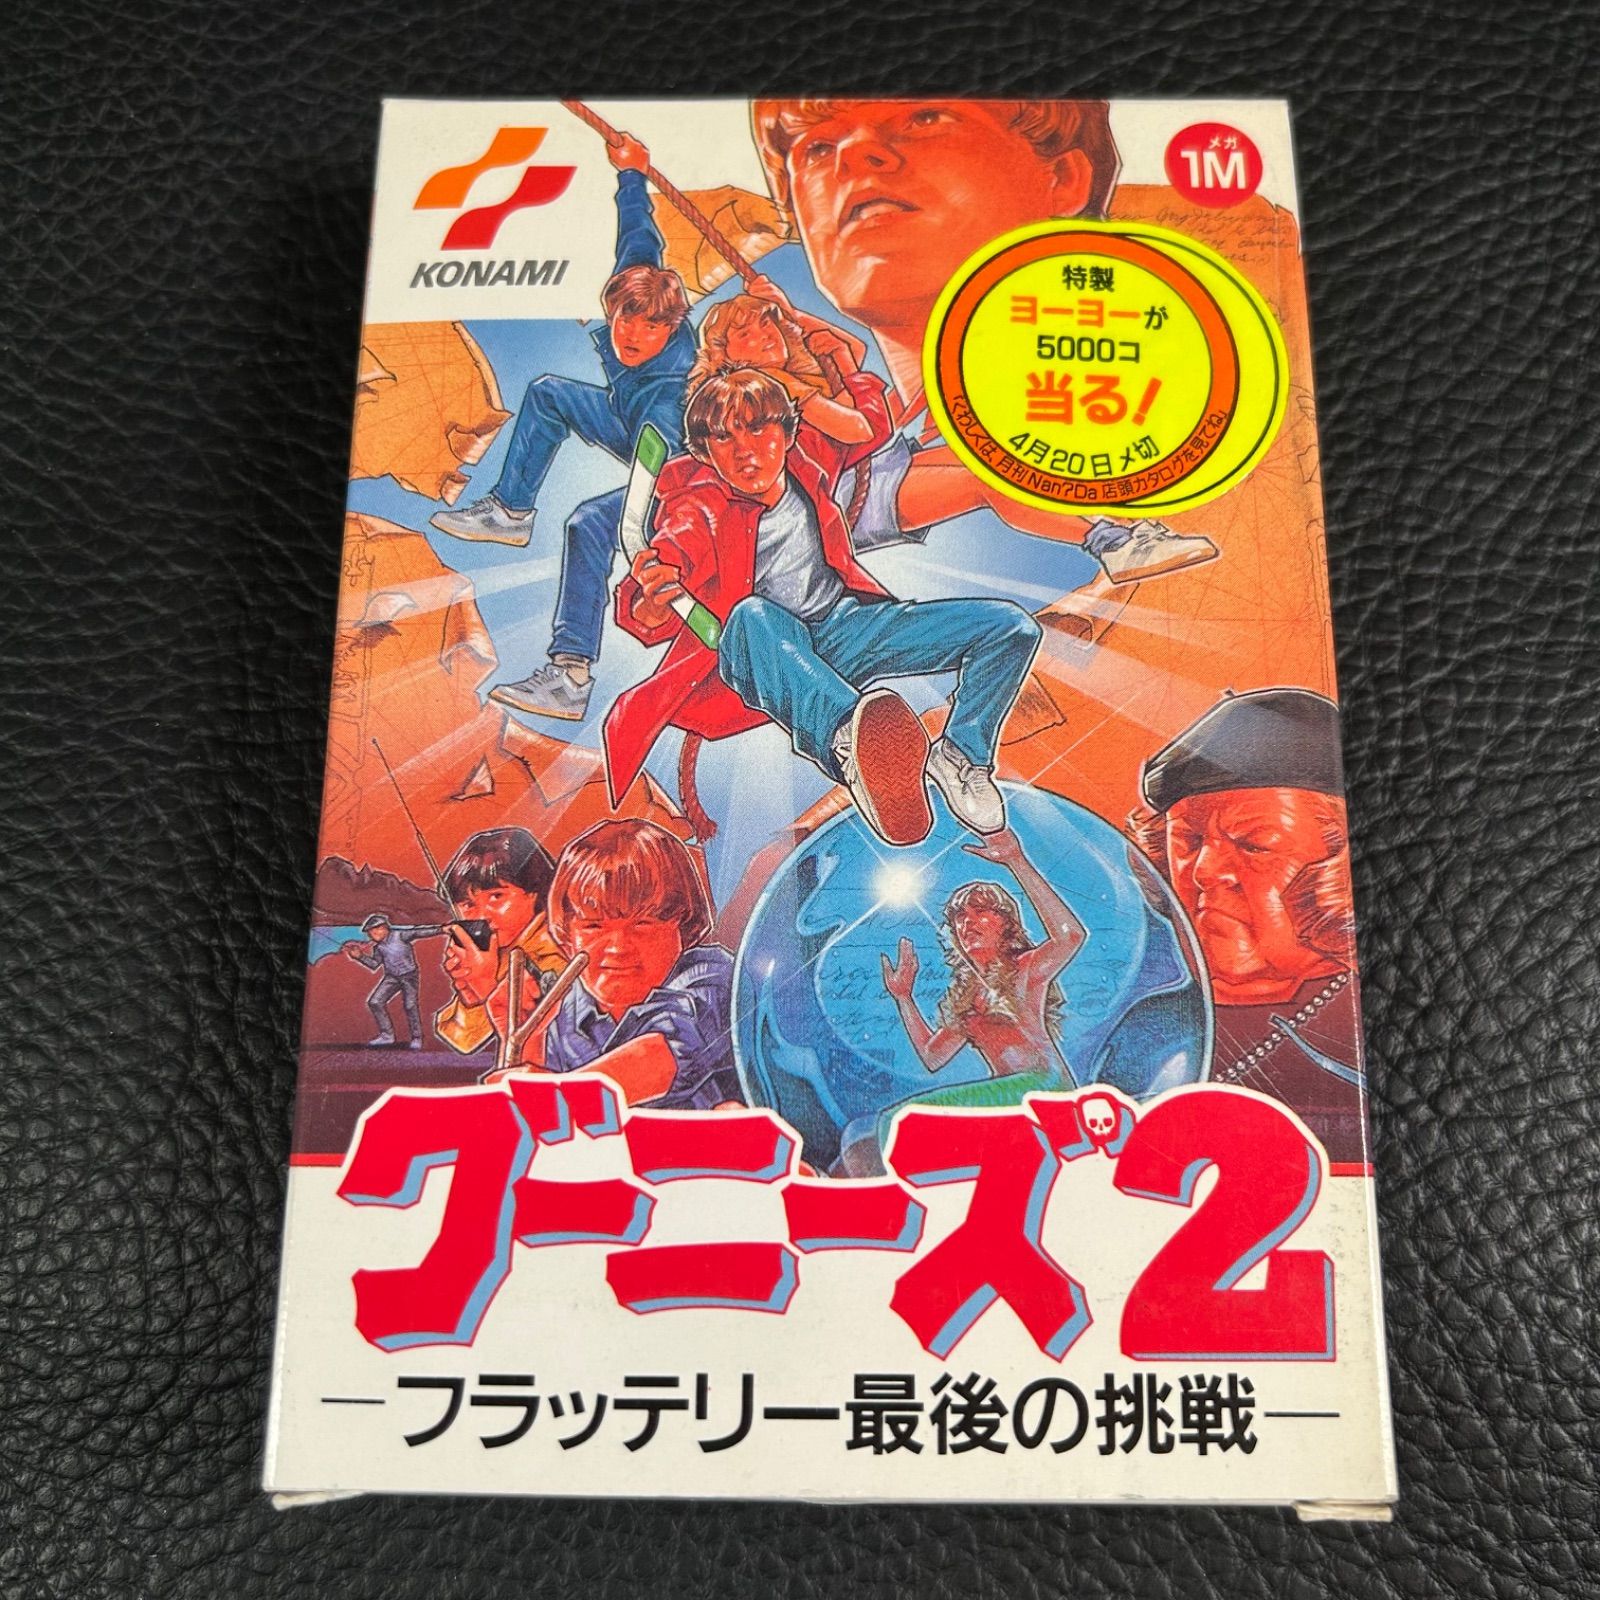 KONAMI
メガ
1M
特製
ヨーヨーが
5000コ
当る!
4月20日〆切
くわしくは、月刊Nan?Da店頭カタログを見てね
グーニーズ2
—フラッテリー最後の挑戦—